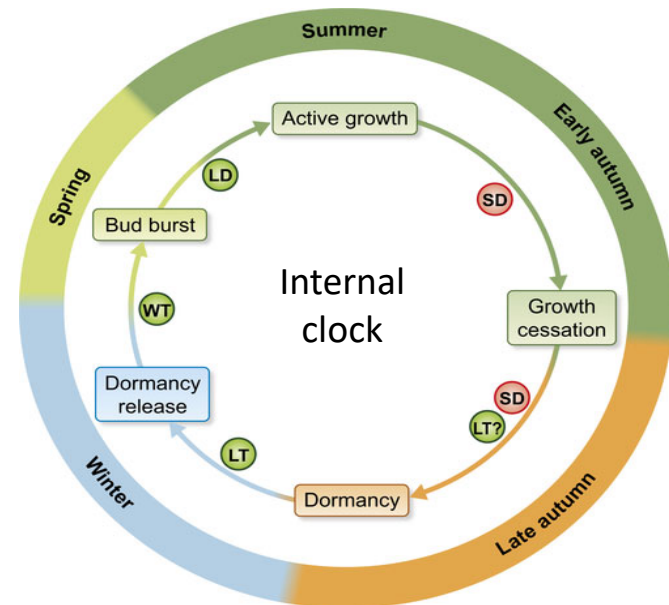 Summer
Early autumn
Late autumn
Winter
Spring
Active growth
SD
Growth
cessation
SD
LT?
Dormancy
LT
Dormancy
release
WT
Bud burst
LD
Internal
clock